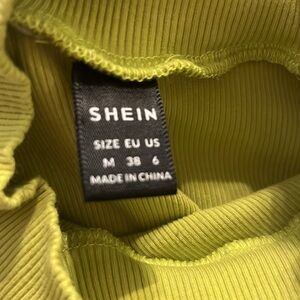 SHEIN
SIZE EU US
M 38 6
MADE IN CHINA